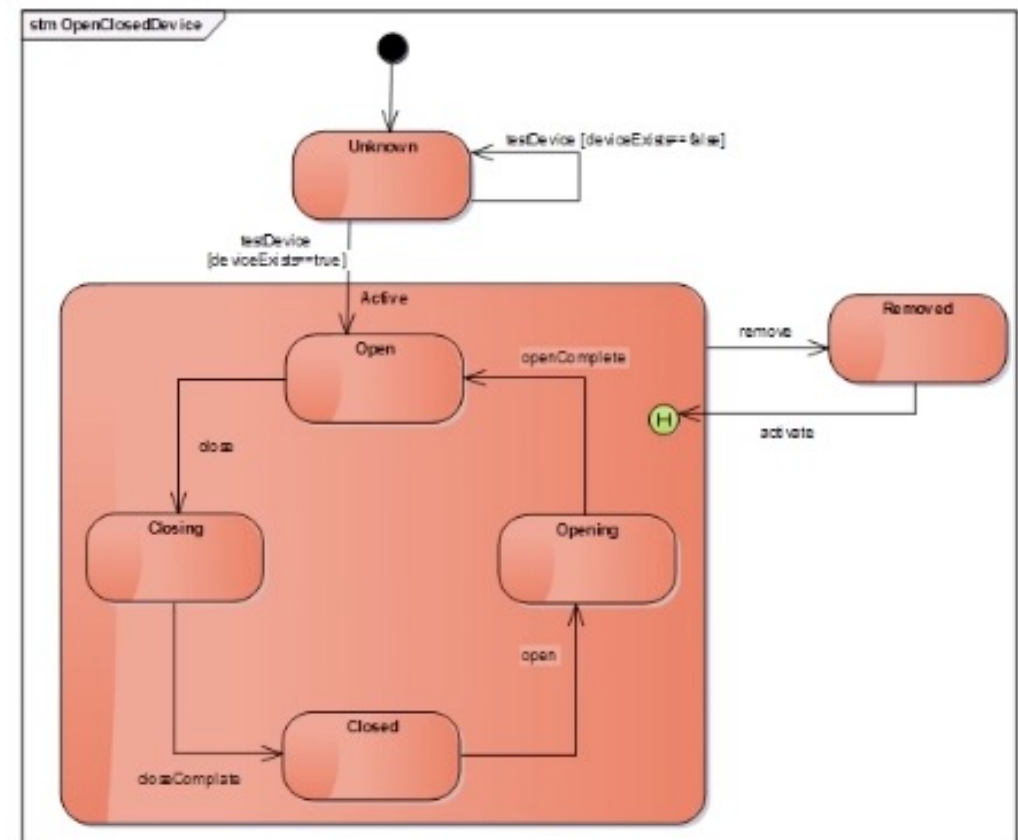 stm OpenClosedDevice
Unknown
testDevice [deviceExists==false]
testDevice
[deviceExists==true]
Active
Open
openComplete
remove
Removed
H
activate
close
Closing
Opening
open
Closed
closeComplete